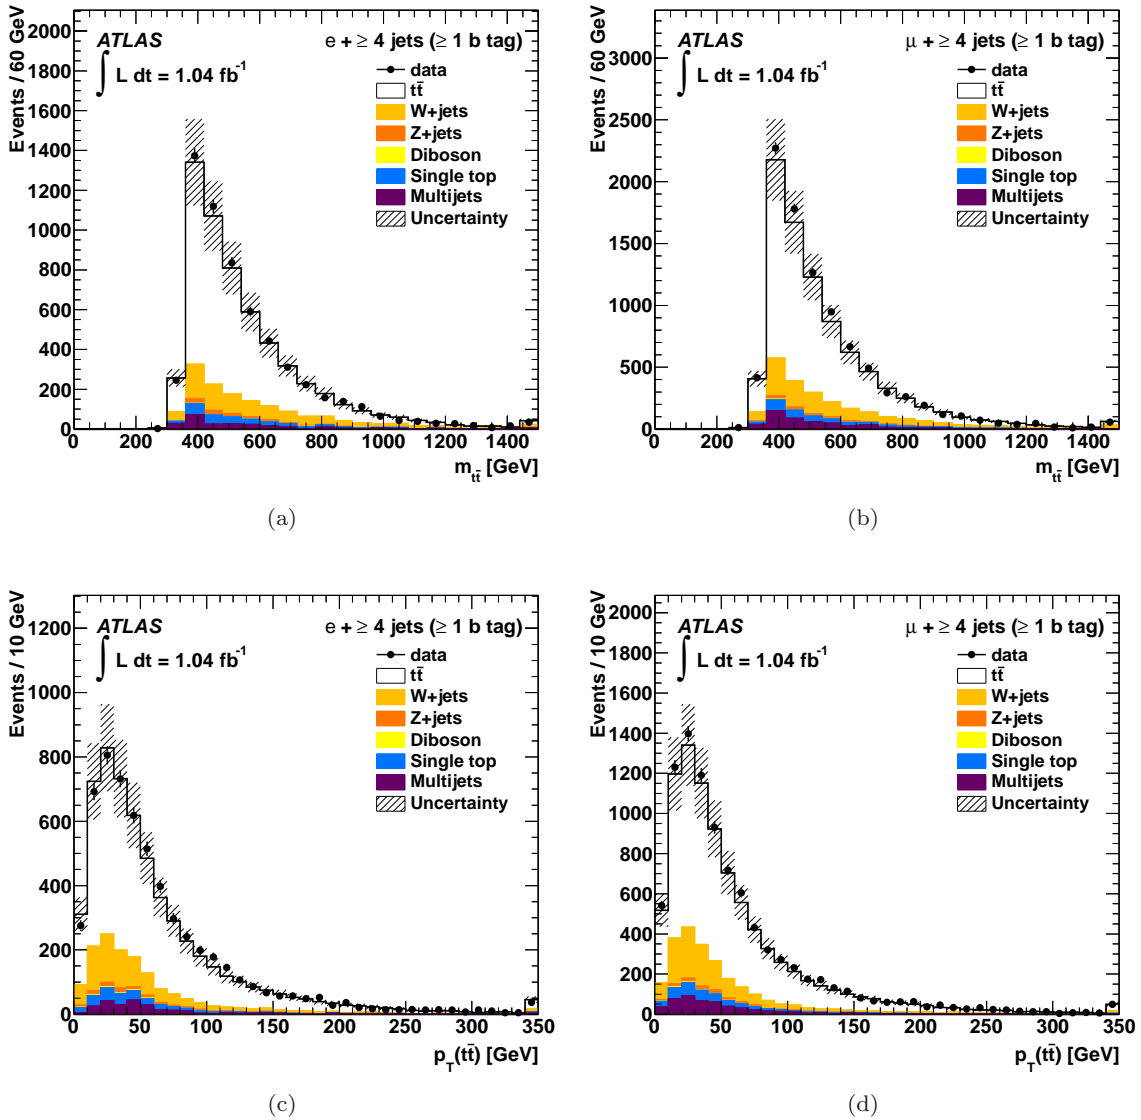 Events / 60 GeV
2000
1800
1600
1400
1200
1000
800
600
400
200
0
ATLAS
∫ L dt = 1.04 fb⁻¹
e + ≥ 4 jets (≥ 1 b tag)
data
tt̄
W+jets
Z+jets
Diboson
Single top
Multijets
Uncertainty
0 200 400 600 800 1000 1200 1400
m_tt̄ [GeV]
(a)
Events / 60 GeV
3000
2500
2000
1500
1000
500
0
ATLAS
∫ L dt = 1.04 fb⁻¹
μ + ≥ 4 jets (≥ 1 b tag)
data
tt̄
W+jets
Z+jets
Diboson
Single top
Multijets
Uncertainty
0 200 400 600 800 1000 1200 1400
m_tt̄ [GeV]
(b)
Events / 10 GeV
1200
1000
800
600
400
200
0
ATLAS
∫ L dt = 1.04 fb⁻¹
e + ≥ 4 jets (≥ 1 b tag)
data
tt̄
W+jets
Z+jets
Diboson
Single top
Multijets
Uncertainty
0 50 100 150 200 250 300 350
p_T(tt̄) [GeV]
(c)
Events / 10 GeV
2000
1800
1600
1400
1200
1000
800
600
400
200
0
ATLAS
∫ L dt = 1.04 fb⁻¹
μ + ≥ 4 jets (≥ 1 b tag)
data
tt̄
W+jets
Z+jets
Diboson
Single top
Multijets
Uncertainty
0 50 100 150 200 250 300 350
p_T(tt̄) [GeV]
(d)